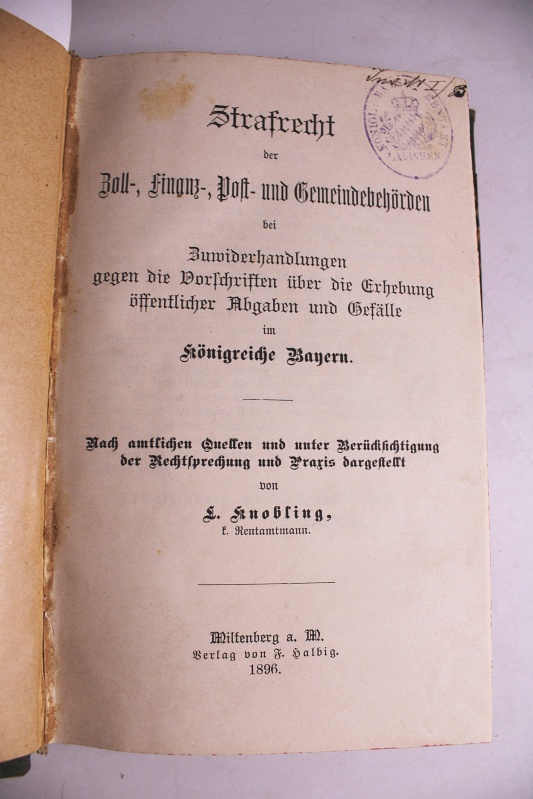 Strafrecht
der
Zoll-, Finanz-, Post- und Gemeindebehörden
bei
Zuwiderhandlungen
gegen die Vorschriften über die Erhebung
öffentlicher Abgaben und Gefälle
im
Königreiche Bayern.
Nach amtlichen Quellen und unter Berücksichtigung
der Rechtsprechung und Praxis dargestellt
von
L. Knobling,
k. Rentamtmann.
Miltenberg a. M.
Verlag von F. Halbig.
1896.